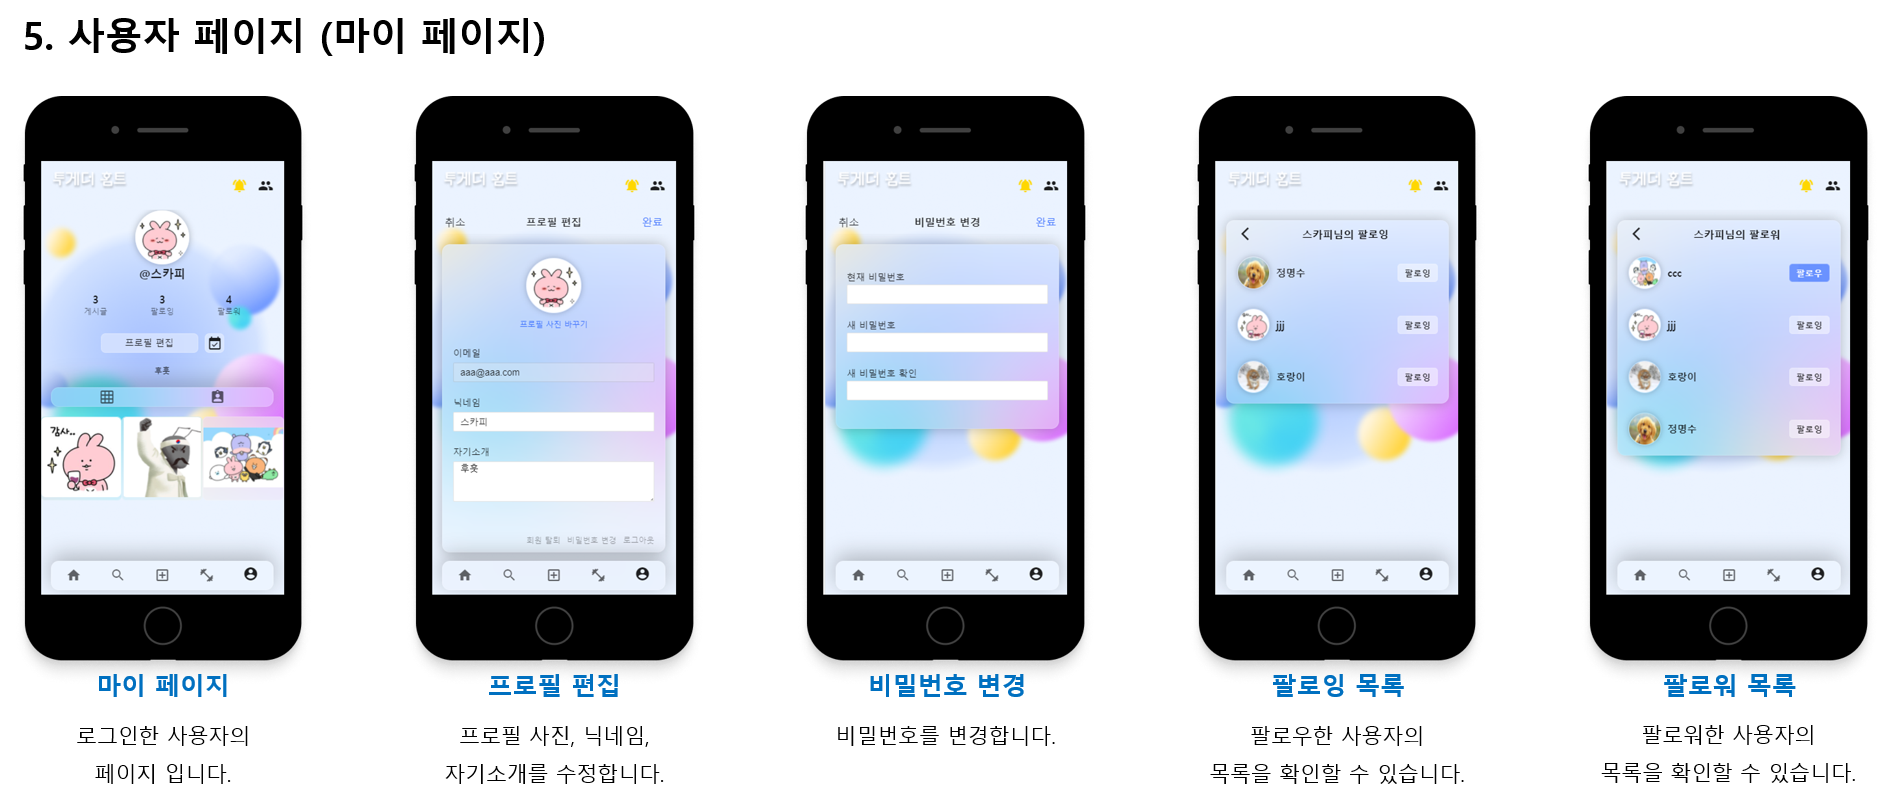 5. 사용자 페이지 (마이 페이지)
투게더 홈트
@스카피
3 3 4
게시글 팔로잉 팔로워
프로필 편집
후훗
감사..
마이 페이지
로그인한 사용자의
페이지 입니다.
투게더 홈트
취소 프로필 편집 완료
프로필 사진 바꾸기
이메일
aaa@aaa.com
닉네임
스카피
자기소개
후훗
회원 탈퇴 비밀번호 변경 로그아웃
프로필 편집
프로필 사진, 닉네임,
자기소개를 수정합니다.
투게더 홈트
취소 비밀번호 변경 완료
현재 비밀번호
새 비밀번호
새 비밀번호 확인
비밀번호 변경
비밀번호를 변경합니다.
투게더 홈트
스카피님의 팔로잉
정명수 팔로잉
jjj 팔로잉
호랑이 팔로잉
팔로잉 목록
팔로우한 사용자의
목록을 확인할 수 있습니다.
투게더 홈트
스카피님의 팔로워
ccc 팔로우
jjj 팔로잉
호랑이 팔로잉
정명수 팔로잉
팔로워 목록
팔로워한 사용자의
목록을 확인할 수 있습니다.